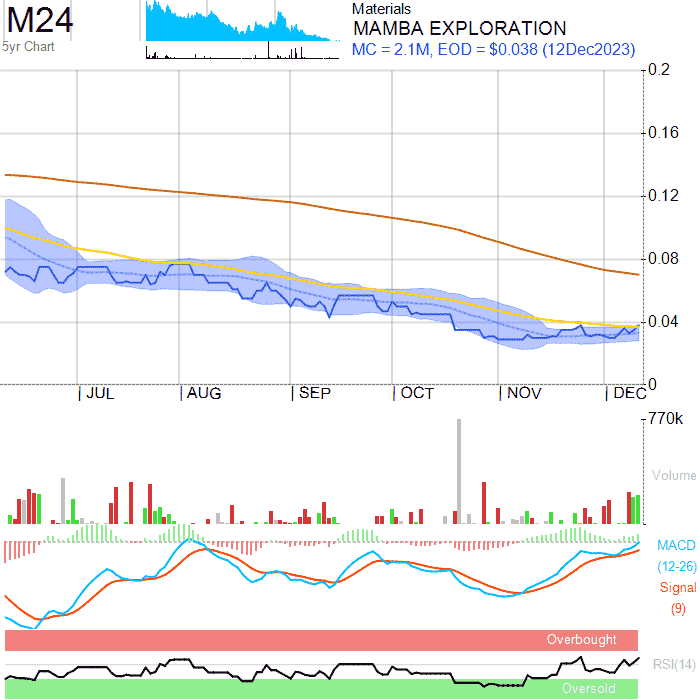 M24
5yr Chart
Materials
MAMBA EXPLORATION
MC = 2.1M, EOD = $0.038 (12Dec2023)
0.2
0.16
0.12
0.08
0.04
0
JUL
AUG
SEP
OCT
NOV
DEC
770k
Volume
MACD
(12-26)
Signal
(9)
Overbought
RSI(14)
Oversold